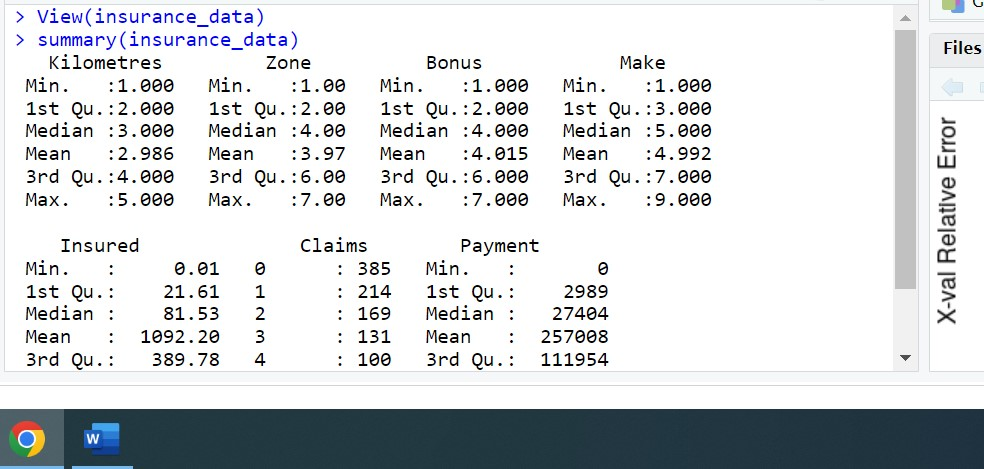 > View(insurance_data)
> summary(insurance_data)
Kilometres Zone Bonus Make
Min. :1.000 Min. :1.00 Min. :1.000 Min. :1.000
1st Qu.:2.000 1st Qu.:2.00 1st Qu.:2.000 1st Qu.:3.000
Median :3.000 Median :4.00 Median :4.000 Median :5.000
Mean :2.986 Mean :3.97 Mean :4.015 Mean :4.992
3rd Qu.:4.000 3rd Qu.:6.00 3rd Qu.:6.000 3rd Qu.:7.000
Max. :5.000 Max. :7.00 Max. :7.000 Max. :9.000
Insured Claims Payment
Min. : 0.01 0 : 385 Min. : 0
1st Qu.: 21.61 1 : 214 1st Qu.: 2989
Median : 81.53 2 : 169 Median : 27404
Mean : 1092.20 3 : 131 Mean : 257008
3rd Qu.: 389.78 4 : 100 3rd Qu.: 111954
Files
X-val Relative Error
W